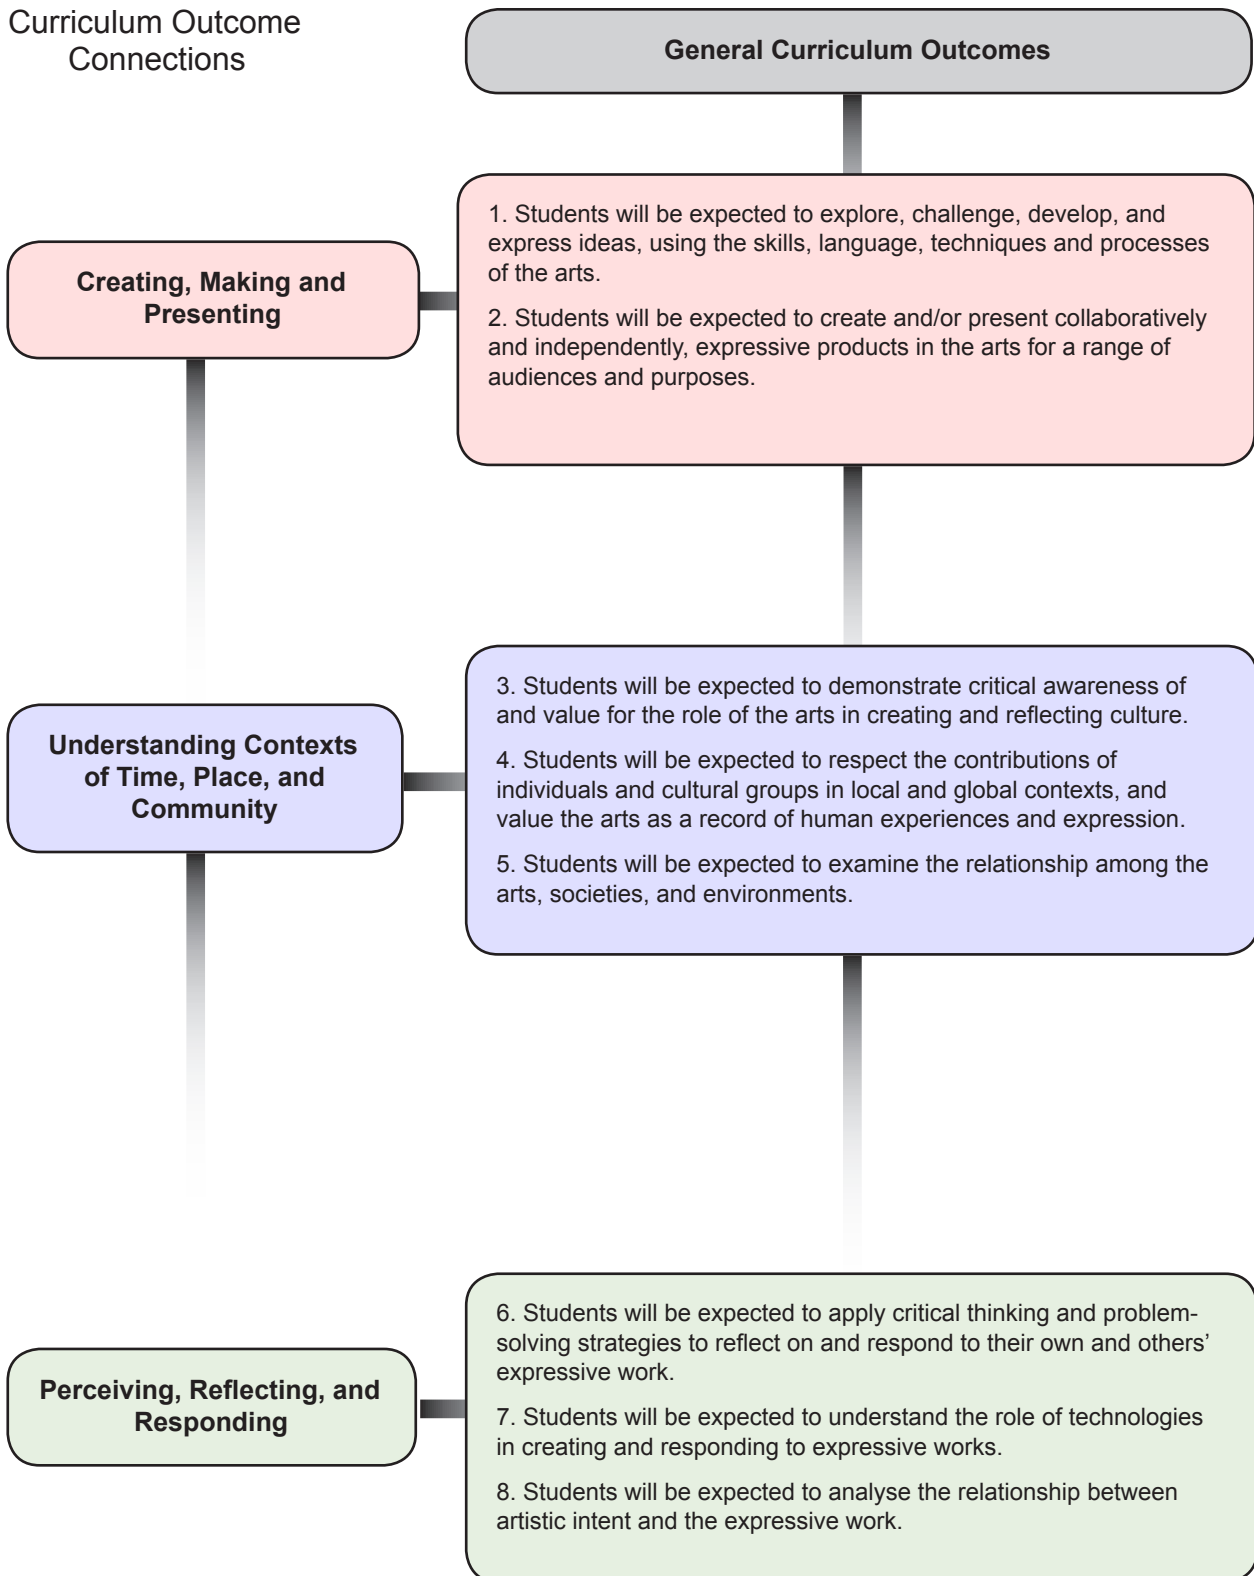 Curriculum Outcome
Connections
General Curriculum Outcomes
Creating, Making and
Presenting
1. Students will be expected to explore, challenge, develop, and
express ideas, using the skills, language, techniques and processes
of the arts.
2. Students will be expected to create and/or present collaboratively
and independently, expressive products in the arts for a range of
audiences and purposes.
Understanding Contexts
of Time, Place, and
Community
3. Students will be expected to demonstrate critical awareness of
and value for the role of the arts in creating and reflecting culture.
4. Students will be expected to respect the contributions of
individuals and cultural groups in local and global contexts, and
value the arts as a record of human experiences and expression.
5. Students will be expected to examine the relationship among the
arts, societies, and environments.
Perceiving, Reflecting, and
Responding
6. Students will be expected to apply critical thinking and problem-
solving strategies to reflect on and respond to their own and others’
expressive work.
7. Students will be expected to understand the role of technologies
in creating and responding to expressive works.
8. Students will be expected to analyse the relationship between
artistic intent and the expressive work.